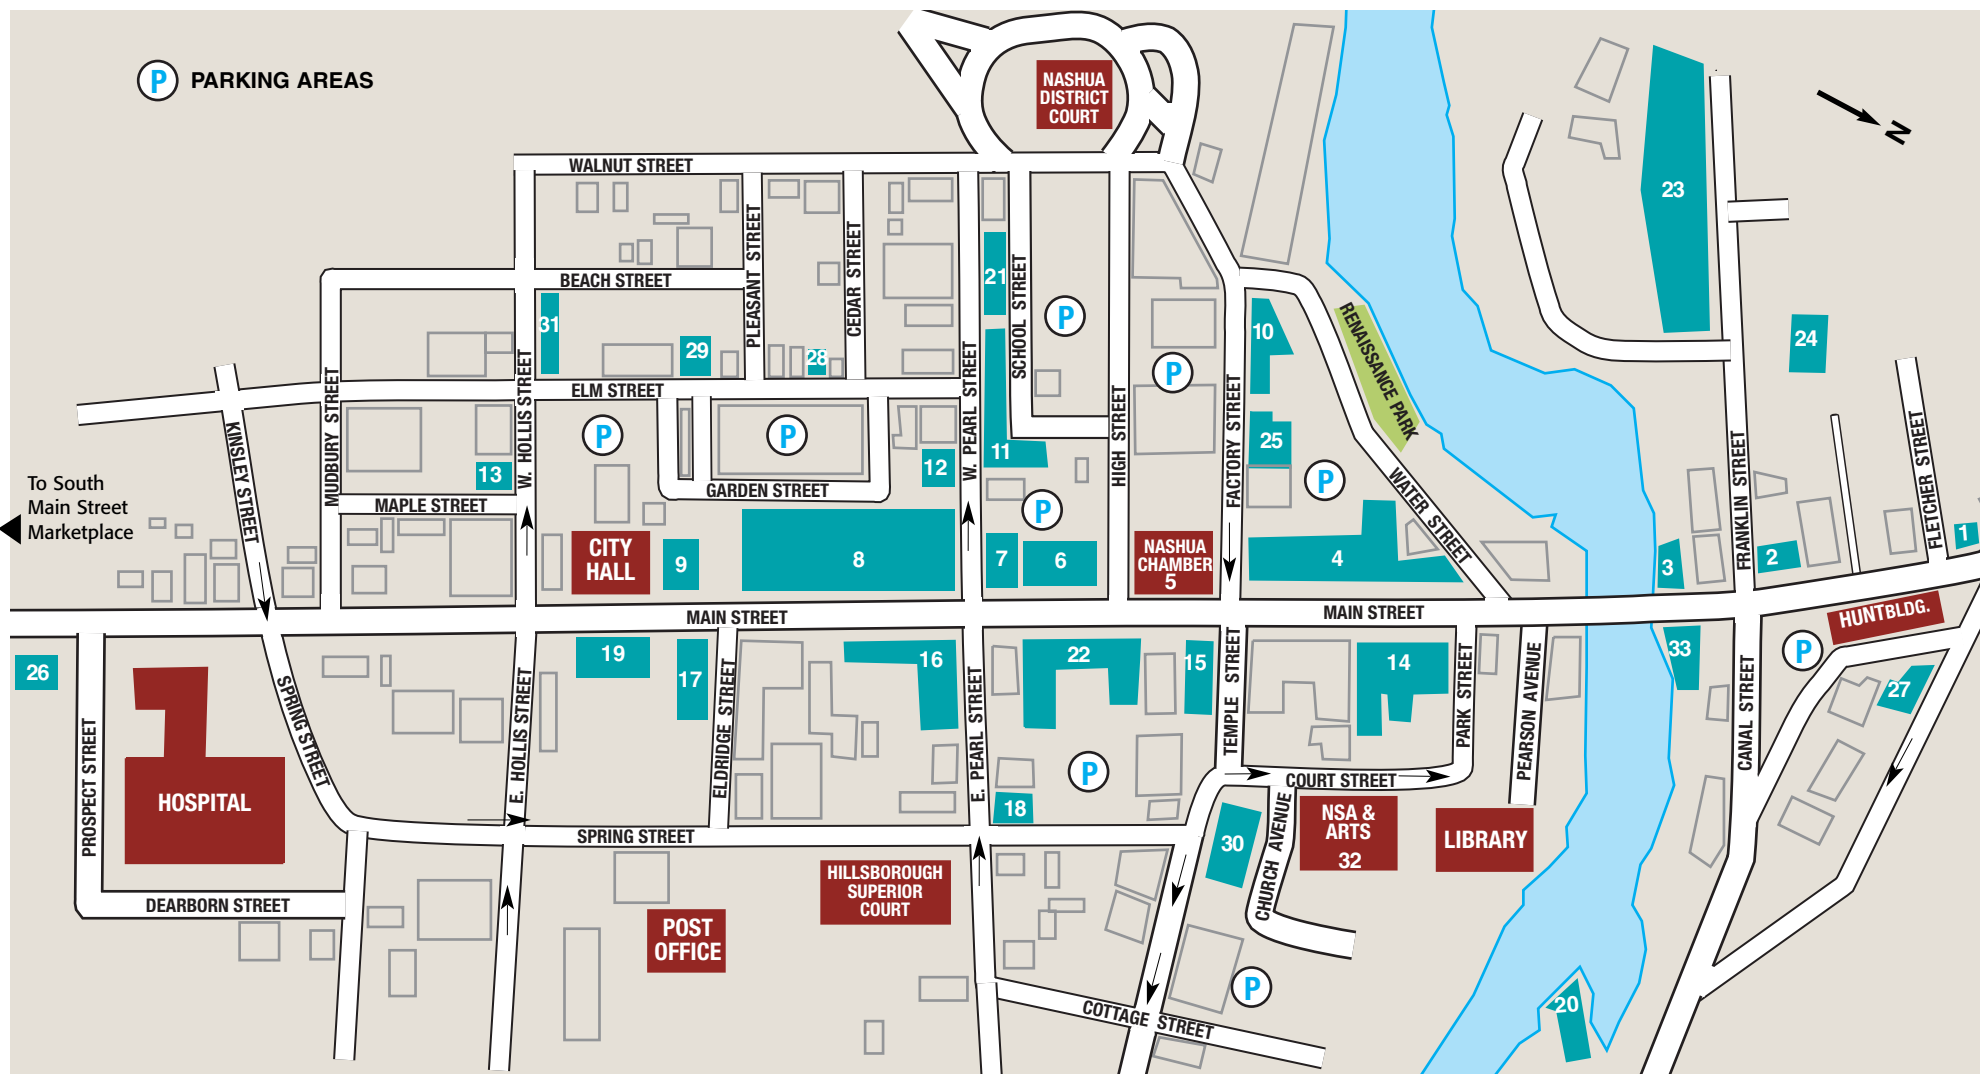 P PARKING AREAS
NASHUA
DISTRICT
COURT
N
WALNUT STREET
23
PLEASANT STREET
CEDAR STREET
SCHOOL STREET
21
BEACH STREET
31
29
28
P
10
RENAISSANCE PARK
24
ELM STREET
MUDBURY STREET
W. HOLLIS STREET
W. PEARL STREET
HIGH STREET
P
FACTORY STREET
25
P
WATER STREET
FRANKLIN STREET
FLETCHER STREET
KINSLEY STREET
To South
Main Street
Marketplace
13
MAPLE STREET
P
P
GARDEN STREET
12
11
P
CITY
HALL
9
8
7
6
NASHUA
CHAMBER
5
4
3
2
1
MAIN STREET
MAIN STREET
HUNT BLDG.
P
26
19
17
16
22
15
14
33
27
PROSPECT STREET
SPRING STREET
E. HOLLIS STREET
ELDRIDGE STREET
E. PEARL STREET
TEMPLE STREET
PARK STREET
PEARSON AVENUE
CANAL STREET
HOSPITAL
P
18
COURT STREET
SPRING STREET
30
CHURCH AVENUE
NSA &
ARTS
32
LIBRARY
DEARBORN STREET
POST
OFFICE
HILLSBOROUGH
SUPERIOR
COURT
P
COTTAGE STREET
20